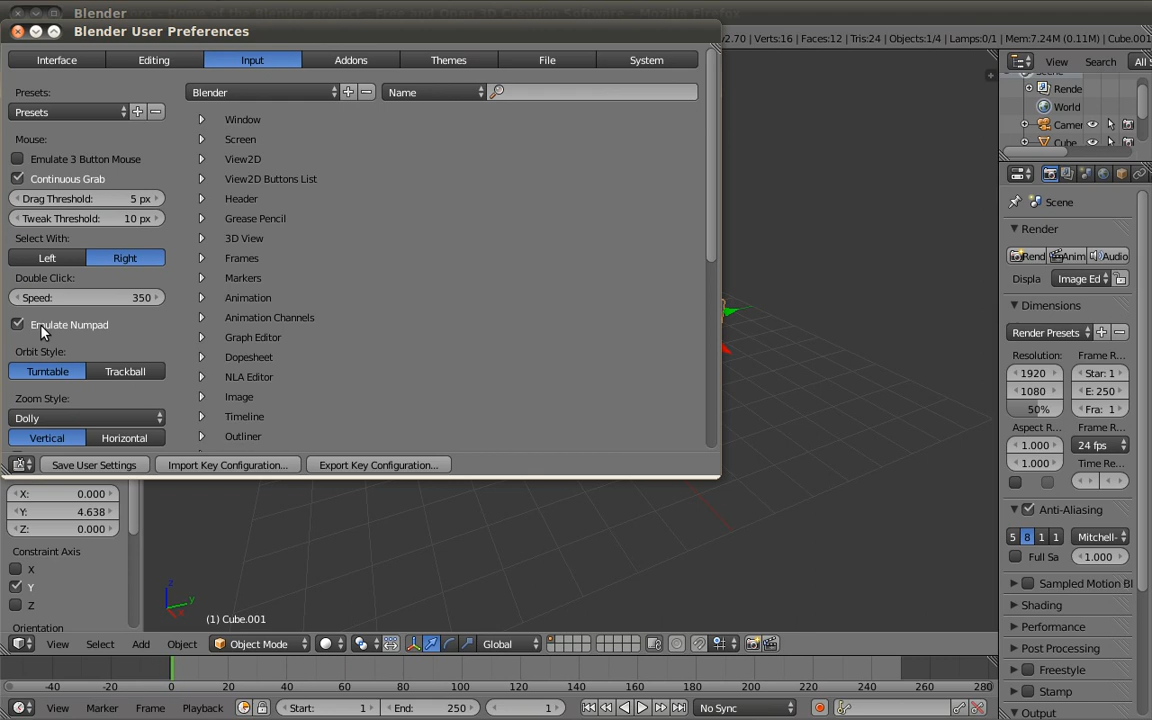 Blender
Blender User Preferences
v2.70 | Verts:16 | Faces:12 | Tris:24 | Objects:1/4 | Lamps:0/1 | Mem:7.24M (0.11M) | Cube.001
Interface Editing Input Addons Themes File System
View Search All S
Presets:
Presets
Blender
Name
Mouse:
Emulate 3 Button Mouse
Continuous Grab
Drag Threshold: 5 px
Tweak Threshold: 10 px
Select With:
Left Right
Double Click:
Speed: 350
Emulate Numpad
Orbit Style:
Turntable Trackball
Zoom Style:
Dolly
Vertical Horizontal
Window
Screen
View2D
View2D Buttons List
Header
Grease Pencil
3D View
Frames
Markers
Animation
Animation Channels
Graph Editor
Dopesheet
NLA Editor
Image
Timeline
Outliner
Save User Settings Import Key Configuration... Export Key Configuration...
Rende
World
Camer
Cube
Scene
Render
Rend Anim Audio
Displa Image Ed
Dimensions
Render Presets
Resolution: Frame R...
1920 Star: 1
1080 E: 250
50% Fra: 1
Aspect R... Frame R...
1.000 24 fps
1.000 Time Re...
Anti-Aliasing
5 8 1 1 Mitchell-
Full Sa 1.000
Sampled Motion Bl
Shading
Performance
Post Processing
Freestyle
Stamp
Output
X: 0.000
Y: 4.638
Z: 0.000
Constraint Axis
X
Y
Z
Orientation
z
y
x
(1) Cube.001
View Select Add Object Object Mode Global
-40 -20 0 20 40 60 80 100 120 140 160 180 200 220 240 260 280
View Marker Frame Playback Start: 1 End: 250 1 No Sync